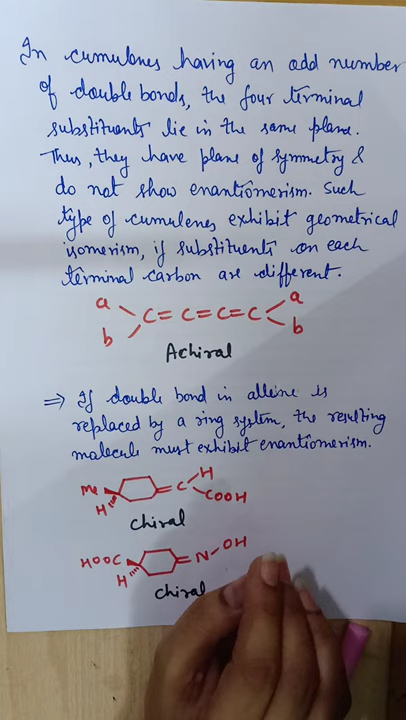 In cumulenes having an odd number
of double bonds, the four terminal
substituents lie in the same plane.
Thus, they have plane of symmetry &
do not show enantiomerism. Such
type of cumulenes exhibit geometrical
isomerism, if substituents on each
terminal carbon are different.
a a
C=C=C=C
b b
Achiral
⇒ If double bond in allene is
replaced by a ring system, the resulting
molecule must exhibit enantiomerism.
Me =C H
H COOH
chiral
HOOC =N-OH
H
chiral